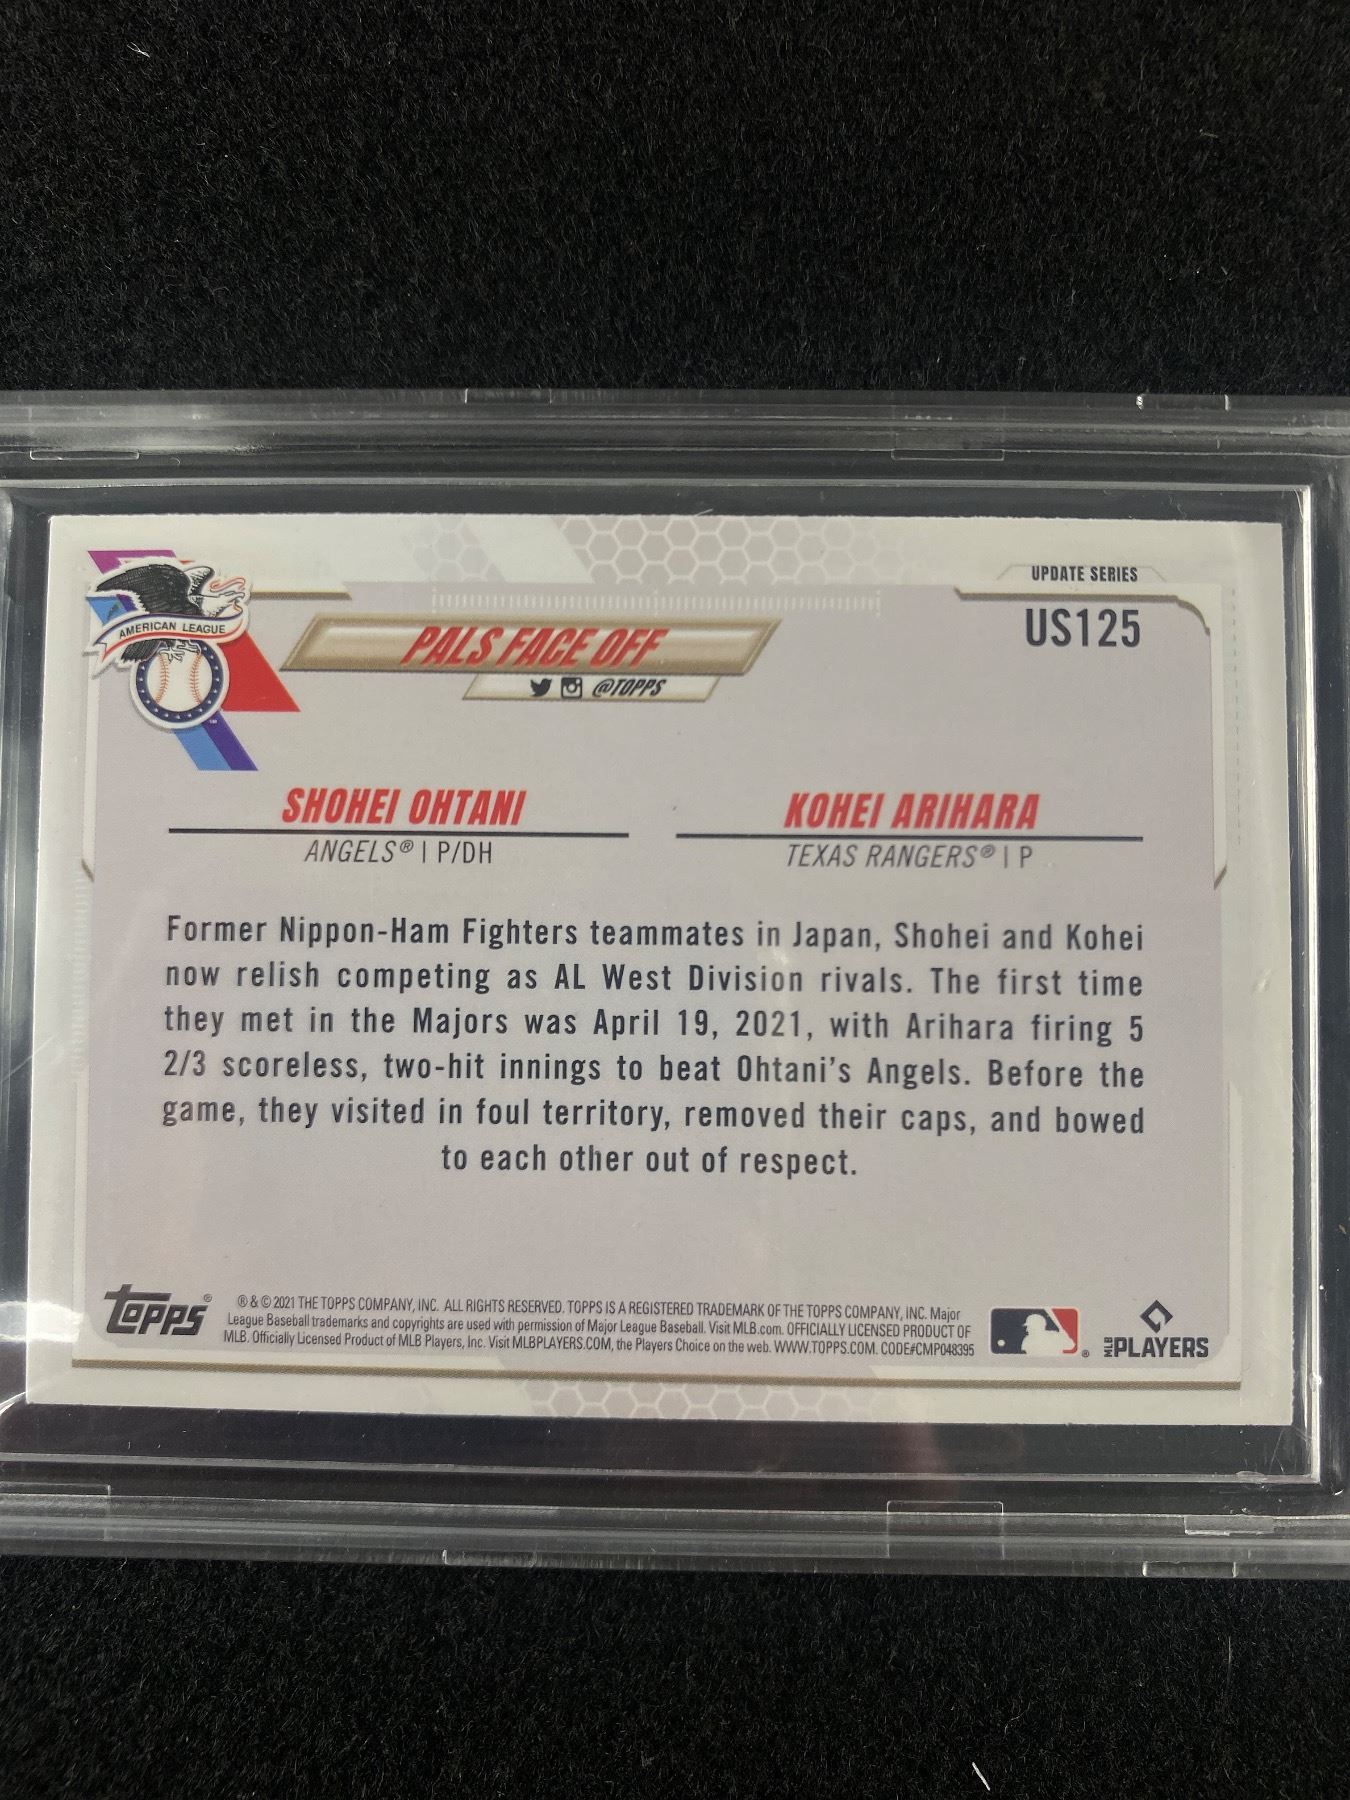 AMERICAN LEAGUE
TM
UPDATE SERIES
US125
PALS FACE OFF
@TOPPS
SHOHEI OHTANI
ANGELS® | P/DH
KOHEI ARIHARA
TEXAS RANGERS® | P
Former Nippon-Ham Fighters teammates in Japan, Shohei and Kohei
now relish competing as AL West Division rivals. The first time
they met in the Majors was April 19, 2021, with Arihara firing 5
2/3 scoreless, two-hit innings to beat Ohtani's Angels. Before the
game, they visited in foul territory, removed their caps, and bowed
to each other out of respect.
Topps®
® & © 2021 THE TOPPS COMPANY, INC. ALL RIGHTS RESERVED. TOPPS IS A REGISTERED TRADEMARK OF THE TOPPS COMPANY, INC. Major
League Baseball trademarks and copyrights are used with permission of Major League Baseball. Visit MLB.com. OFFICIALLY LICENSED PRODUCT OF
MLB. Officially Licensed Product of MLB Players, Inc. Visit MLBPLAYERS.COM, the Players Choice on the web. WWW.TOPPS.COM. CODE#CMP048395
®
MLB PLAYERS